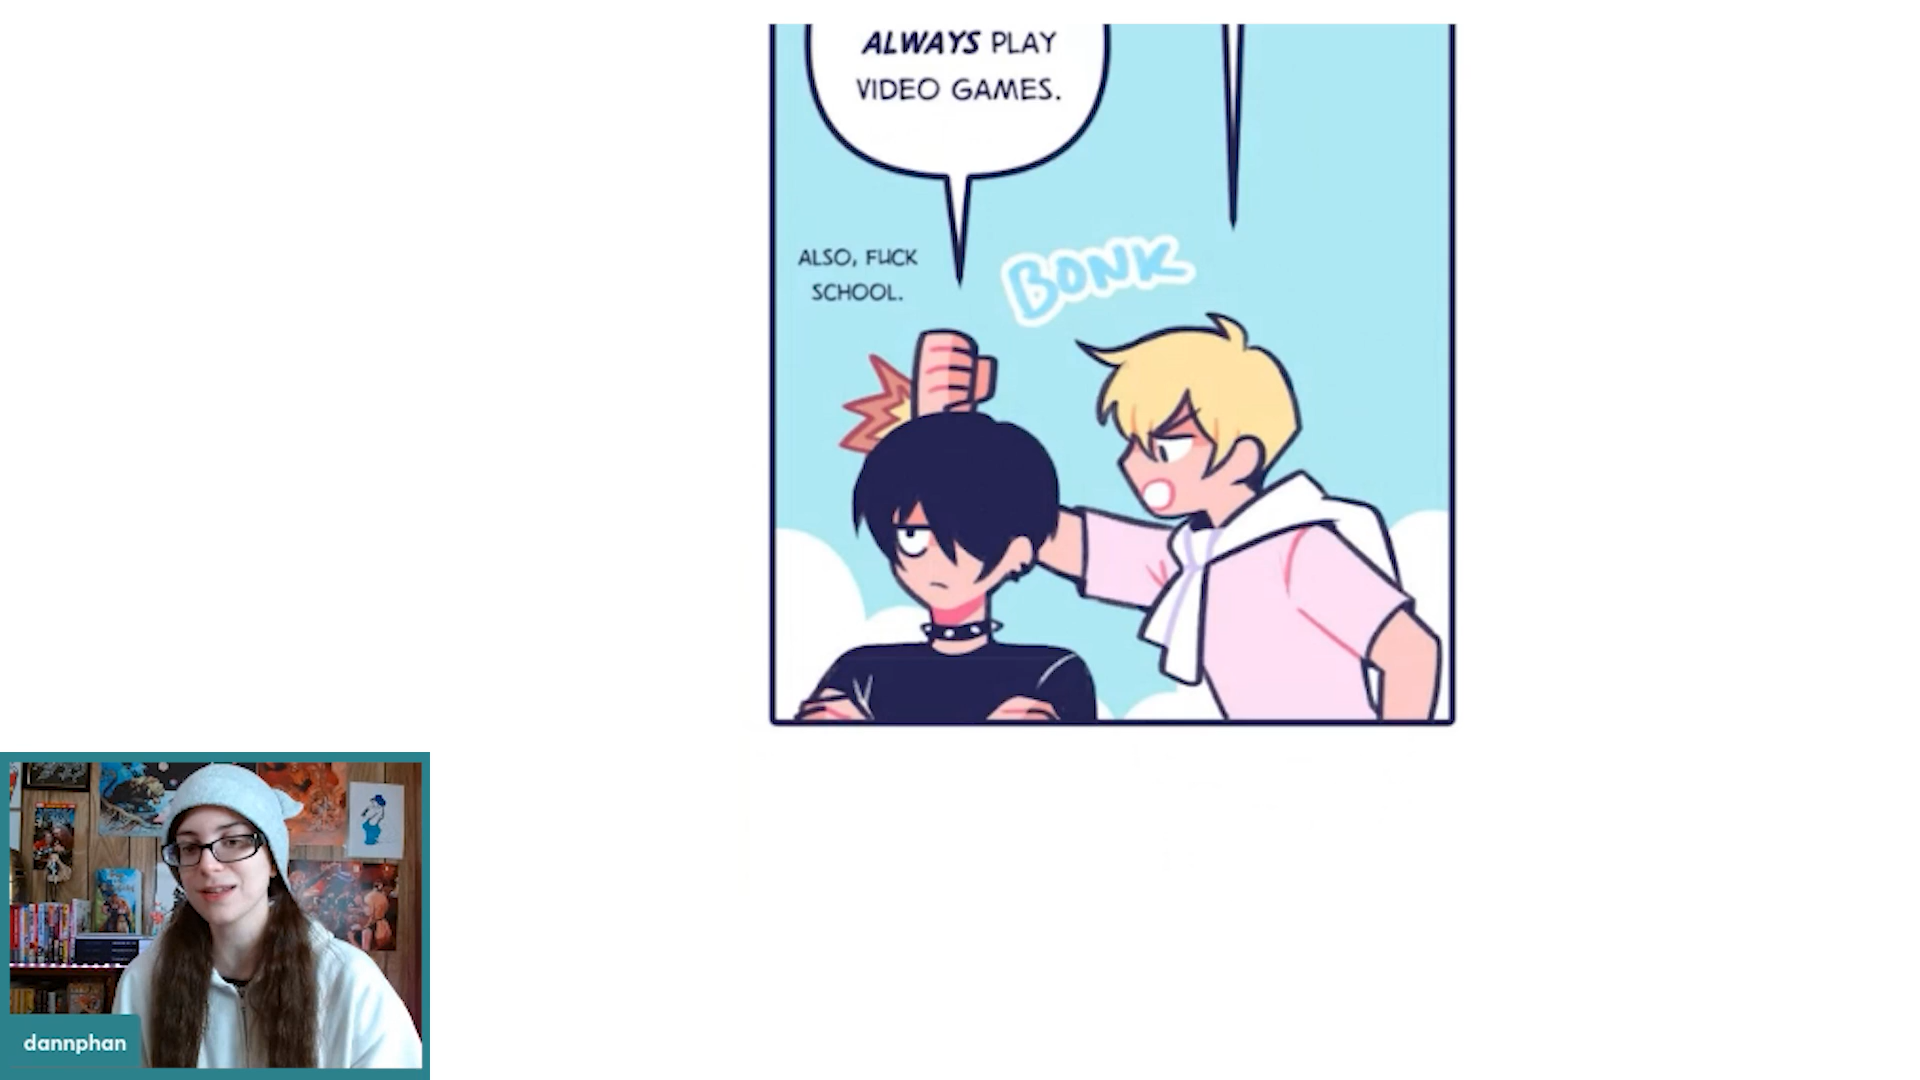 ALWAYS PLAY
VIDEO GAMES.
ALSO, FUCK
SCHOOL.
BONK
dannphan